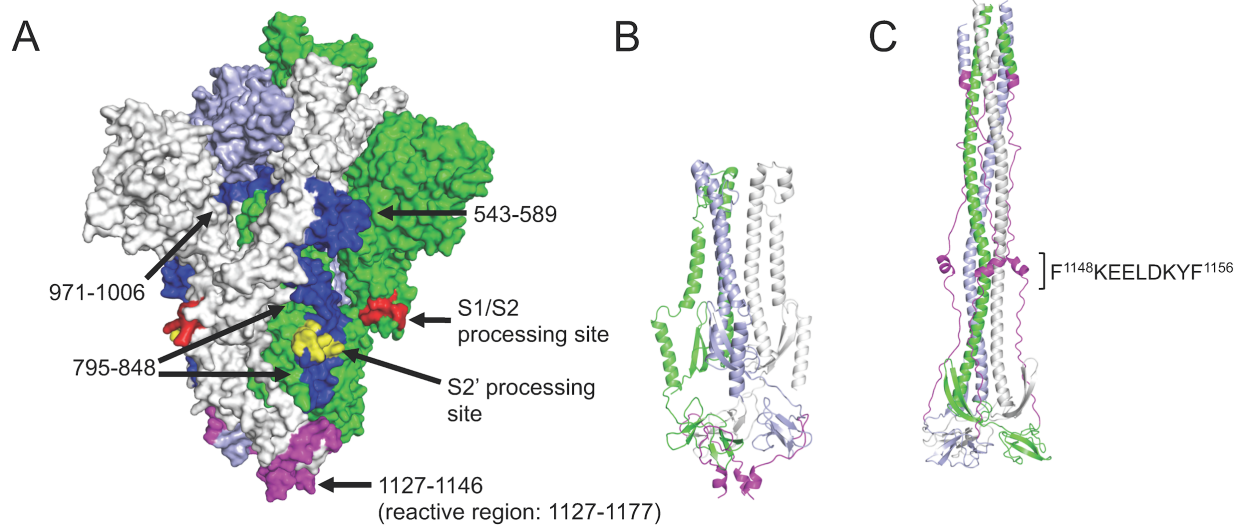 A
B
C
543-589
971-1006
S1/S2
processing site
795-848
S2’ processing
site
1127-1146
(reactive region: 1127-1177)
F1148KEELDKYF1156